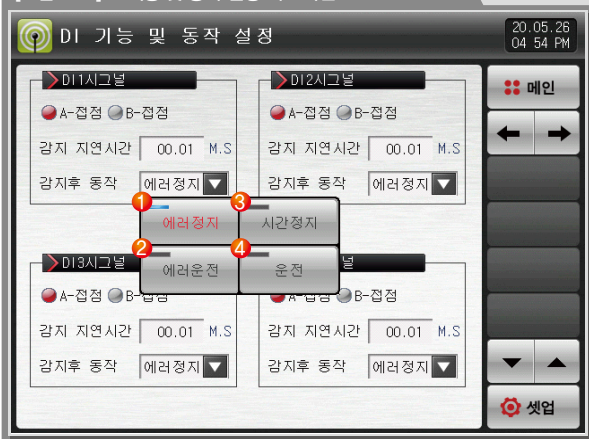 DI 기능 및 동작 설정
20.05.26
04 54 PM
DI1시그널
A-접점 B-접점
감지 지연시간 00.01 M.S
감지후 동작 에러정지
DI2시그널
A-접점 B-접점
감지 지연시간 00.01 M.S
감지후 동작 에러정지
1 에러정지
3 시간정지
2 에러운전
4 운전
DI3시그널
A-접점 B-접점
감지 지연시간 00.01 M.S
감지후 동작 에러정지
널
A-접점 B-접점
감지 지연시간 00.01 M.S
감지후 동작 에러정지
메인
셋업